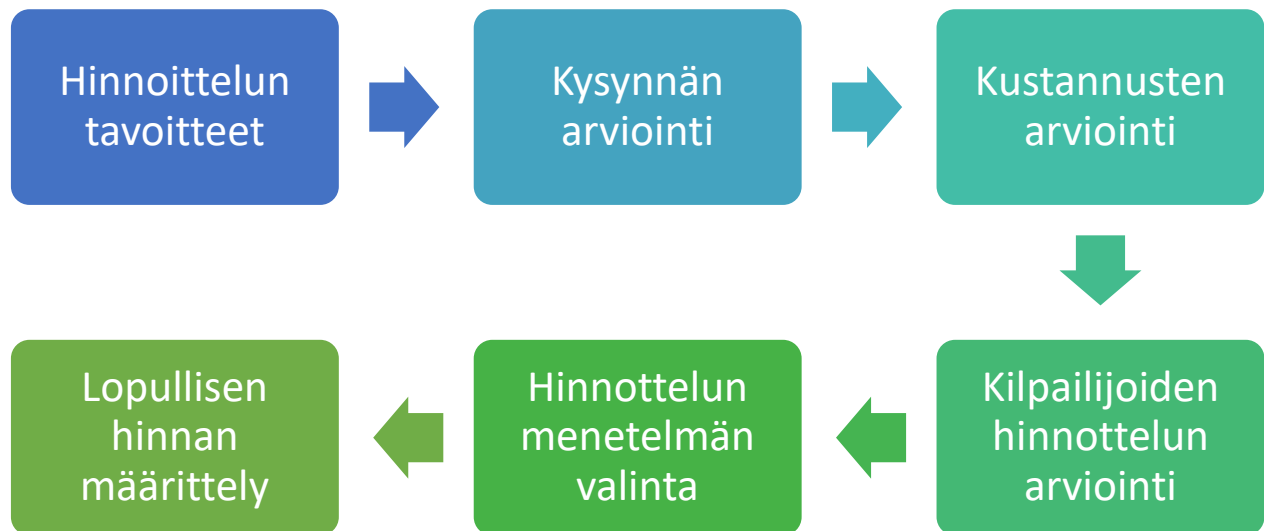 Hinnoittelun
tavoitteet
Kysynnän
arviointi
Kustannusten
arviointi
Kilpailijoiden
hinnottelun
arviointi
Hinnottelun
menetelmän
valinta
Lopullisen
hinnan
määrittely